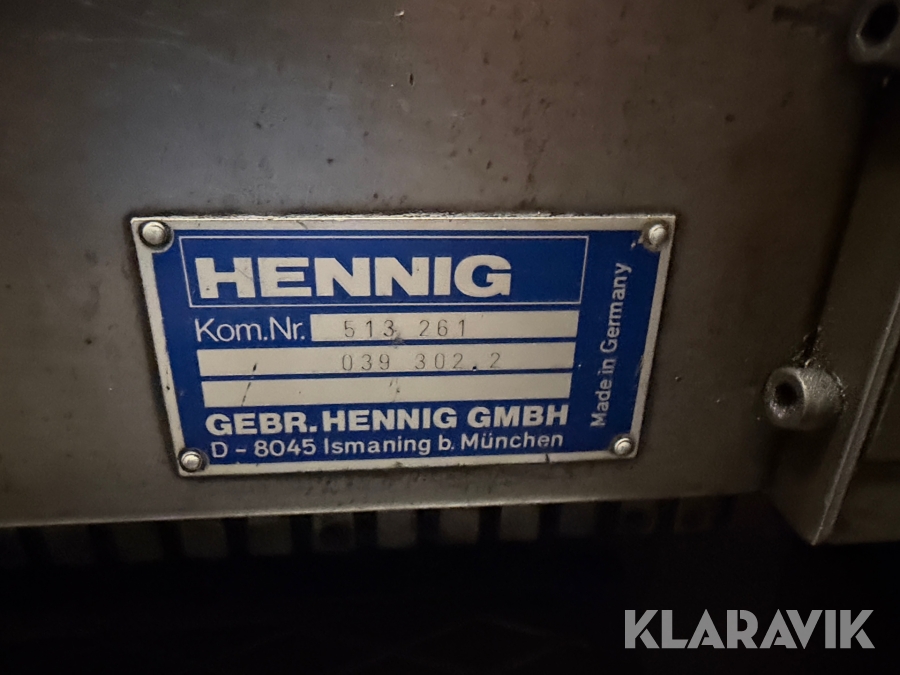 HENNIG
Kom.Nr. 513 261
039 302.2
GEBR.HENNIG GMBH
D - 8045 Ismaning b. München
Made in Germany
KLARAVIK